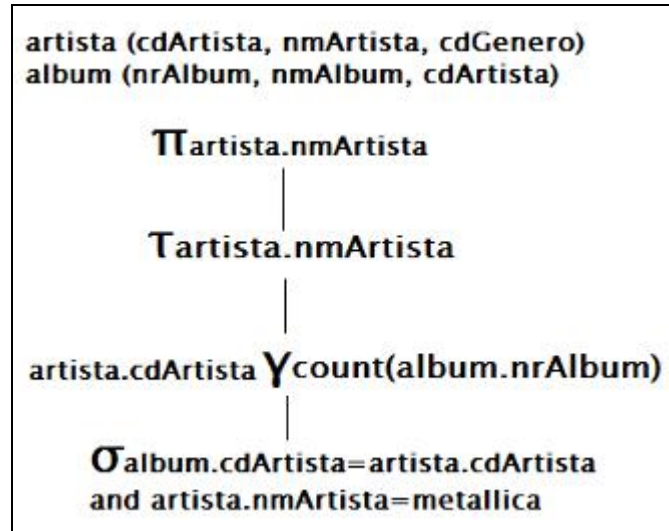 artista (cdArtista, nmArtista, cdGenero)
album (nrAlbum, nmAlbum, cdArtista)
πartista.nmArtista
τartista.nmArtista
artista.cdArtista γcount(album.nrAlbum)
σalbum.cdArtista=artista.cdArtista
and artista.nmArtista=metallica